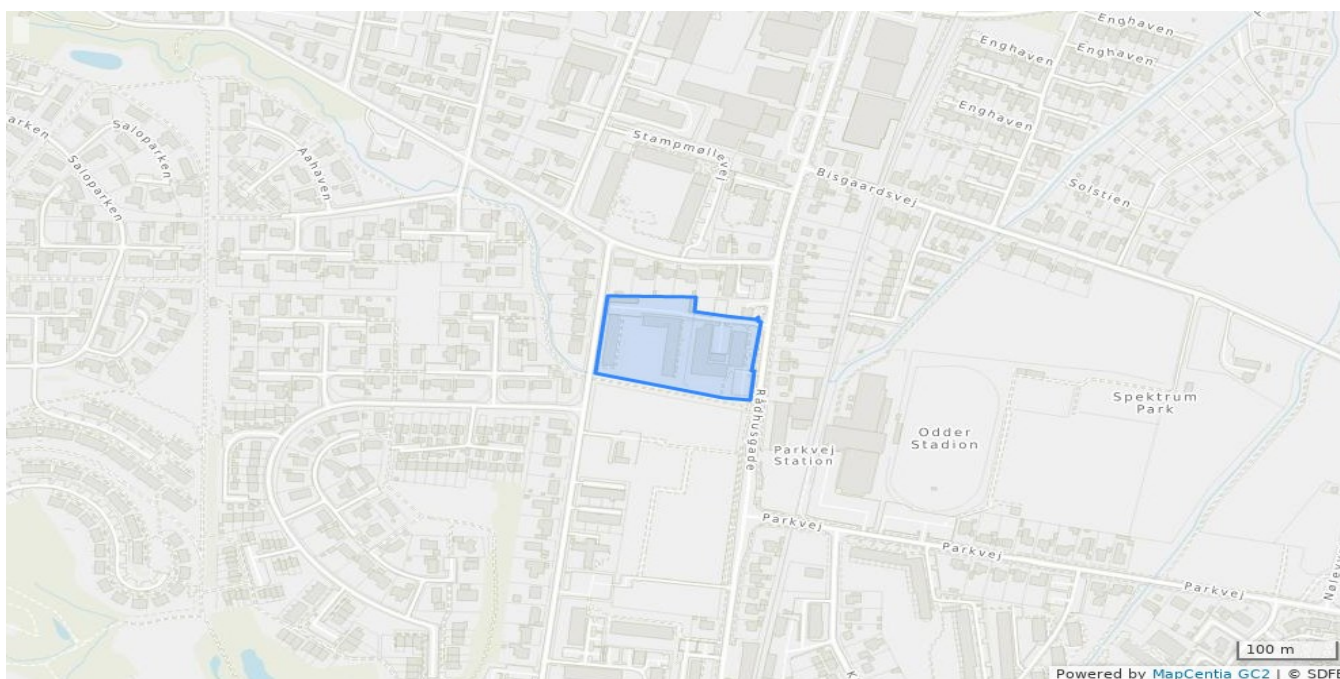 Enghaven
Enghaven
Enghaven
Enghaven
Saloparken
Saloparken
Aahaven
Stampmøllevej
Bisgaardsvej
Solstien
Rådhusgade
Spektrum
Park
Odder
Stadion
Parkvej
Station
Parkvej
Parkvej
Parkvej
100 m
Powered by MapCentia GC2 | © SDFE